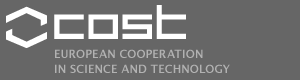 cost
EUROPEAN COOPERATION
IN SCIENCE AND TECHNOLOGY